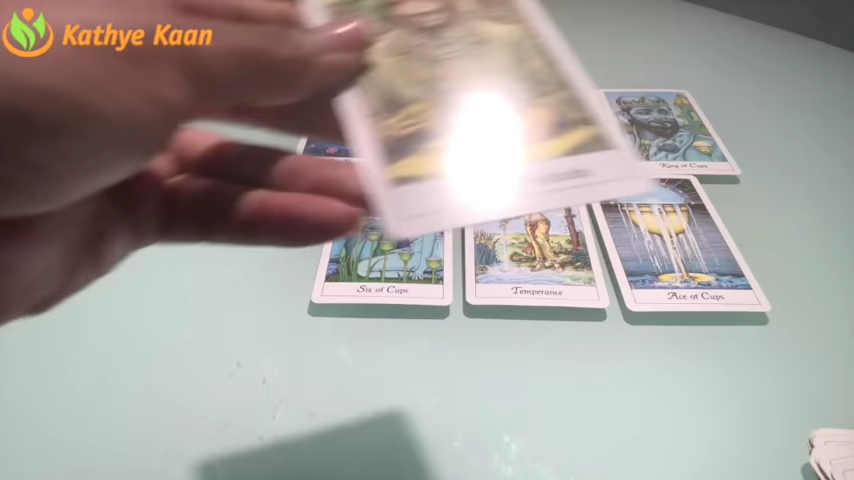 Kathye Kaan
King of Cups
Six of Cups
Temperance
Ace of Cups